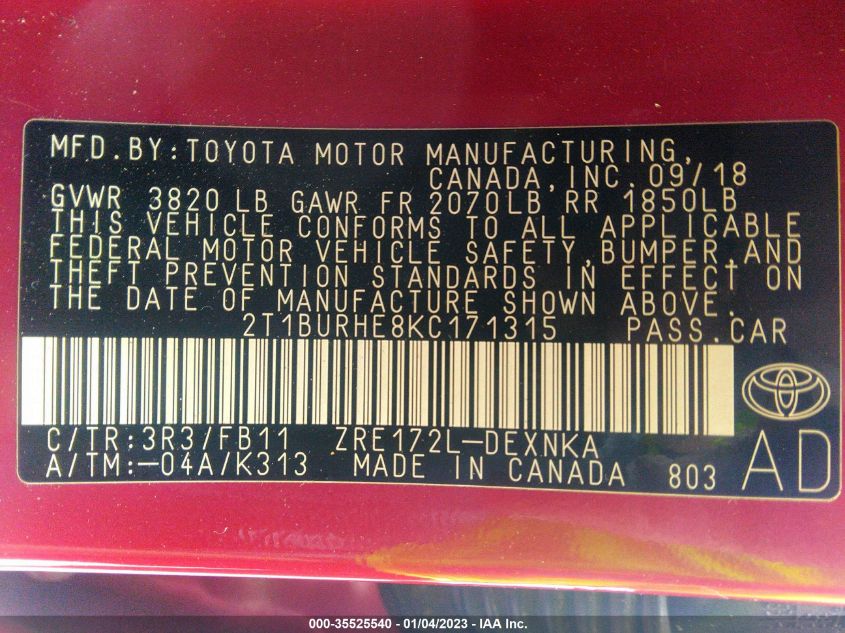 MFD.BY:TOYOTA MOTOR MANUFACTURING,
CANADA,INC. 09/18
GVWR 3820 LB GAWR FR 2070LB RR 1850LB
THIS VEHICLE CONFORMS TO ALL APPLICABLE
FEDERAL MOTOR VEHICLE SAFETY,BUMPER,AND
THEFT PREVENTION STANDARDS IN EFFECT ON
THE DATE OF MANUFACTURE SHOWN ABOVE.
2T1BURHE8KC171315 PASS.CAR
C/TR:3R3/FB11 ZRE172L-DEXNKA
A/TM:-04A/K313 MADE IN CANADA 803 AD
000-35525540 - 01/04/2023 - IAA Inc.